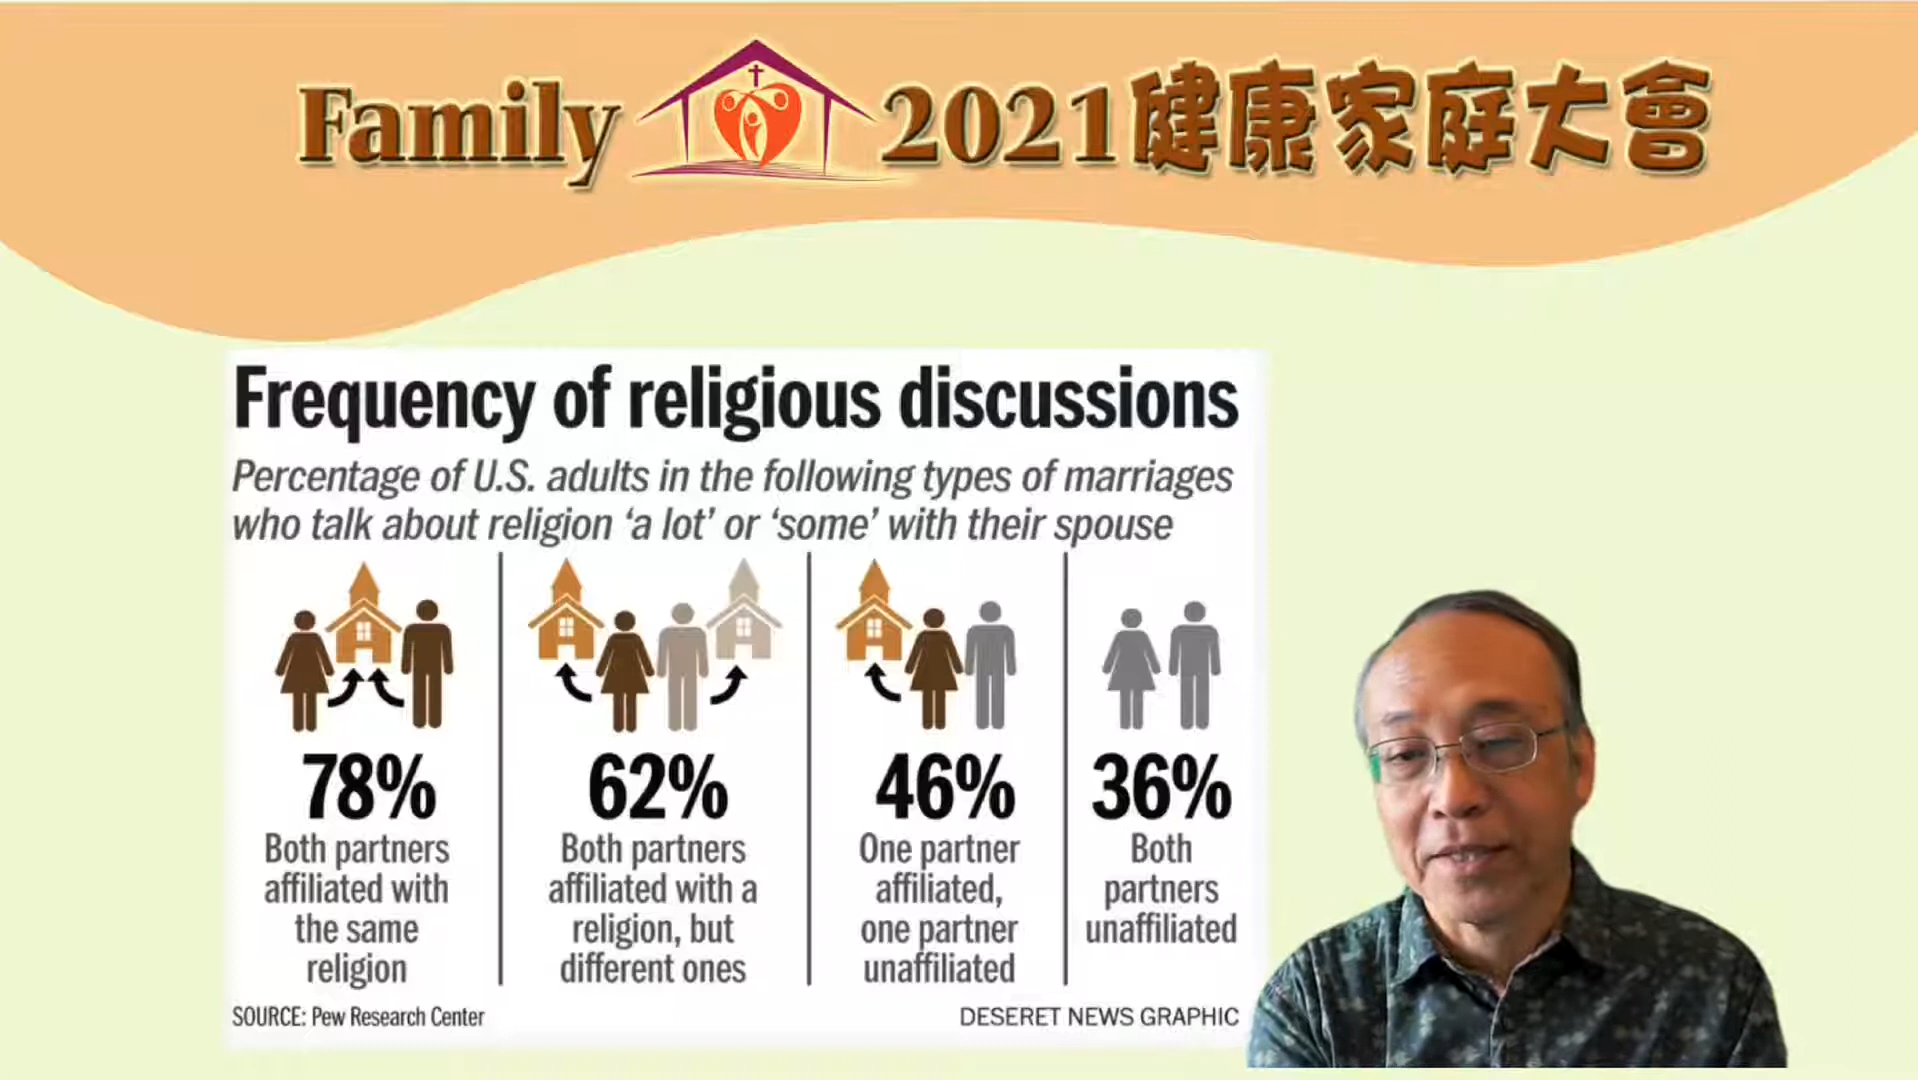 Family 2021健康家庭大會
Frequency of religious discussions
Percentage of U.S. adults in the following types of marriages
who talk about religion ‘a lot’ or ‘some’ with their spouse
78%
Both partners
affiliated with
the same
religion
62%
Both partners
affiliated with a
religion, but
different ones
46%
One partner
affiliated,
one partner
unaffiliated
36%
Both
partners
unaffiliated
SOURCE: Pew Research Center
DESERET NEWS GRAPHIC